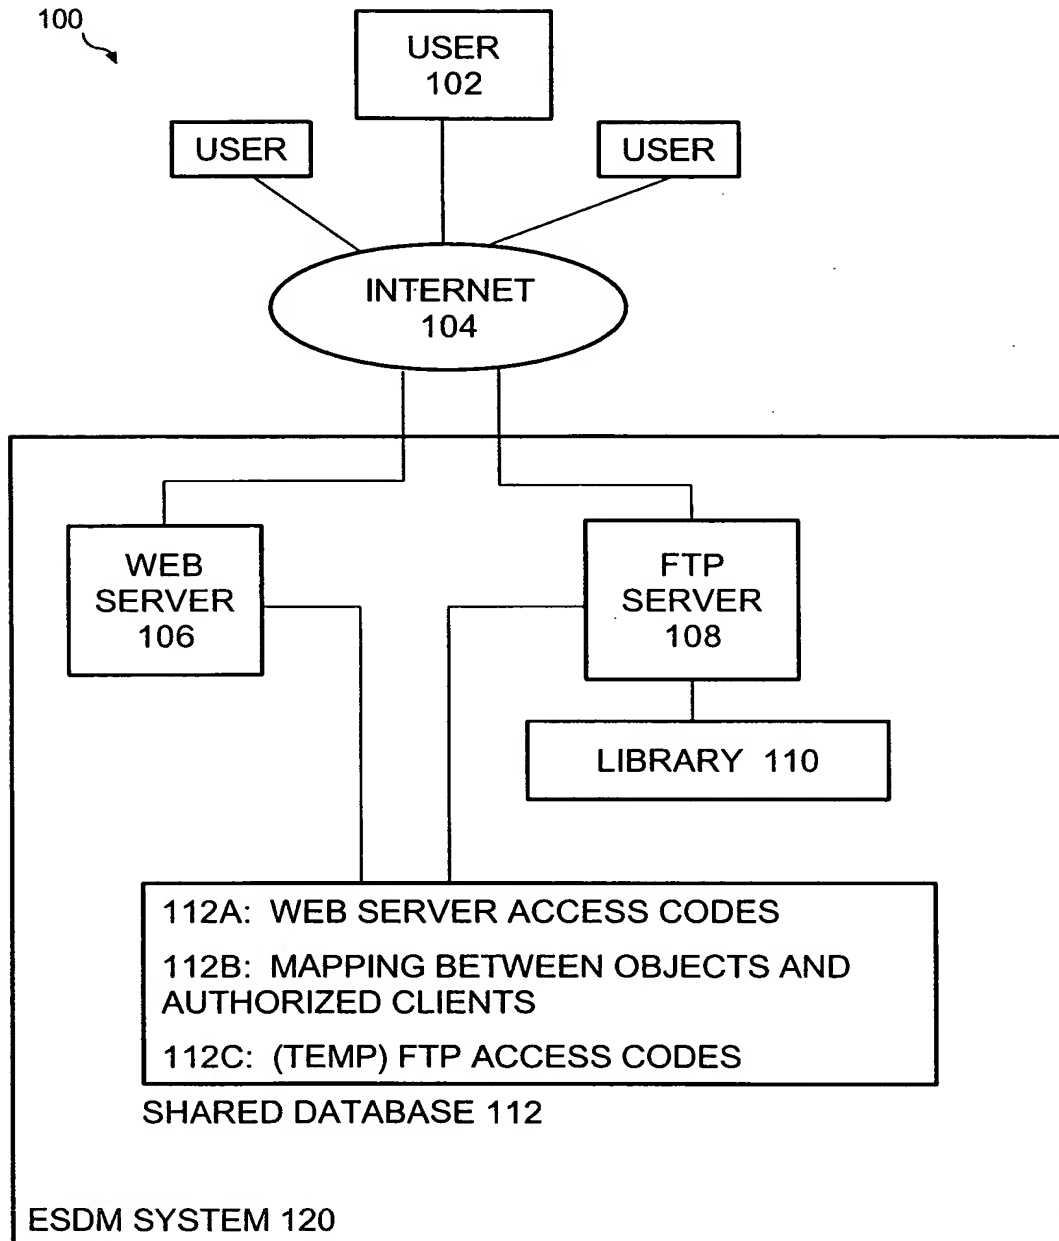 100
USER
102
USER
USER
INTERNET
104
WEB
SERVER
106
FTP
SERVER
108
LIBRARY 110
112A: WEB SERVER ACCESS CODES
112B: MAPPING BETWEEN OBJECTS AND
AUTHORIZED CLIENTS
112C: (TEMP) FTP ACCESS CODES
SHARED DATABASE 112
ESDM SYSTEM 120